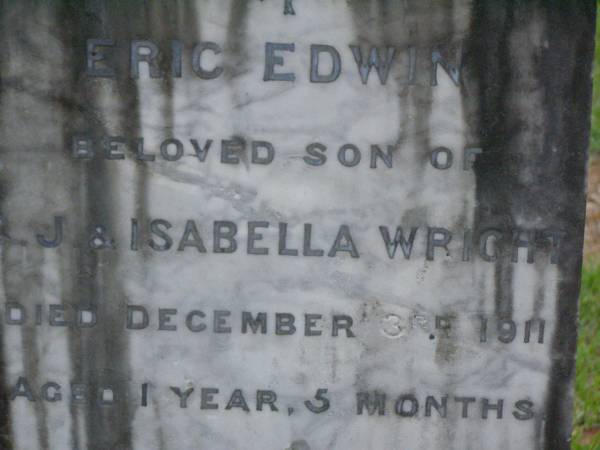 ERIC EDWIN
BELOVED SON OF
J & ISABELLA WRIGHT
DIED DECEMBER 3RD 1911
AGED 1 YEAR, 5 MONTHS.